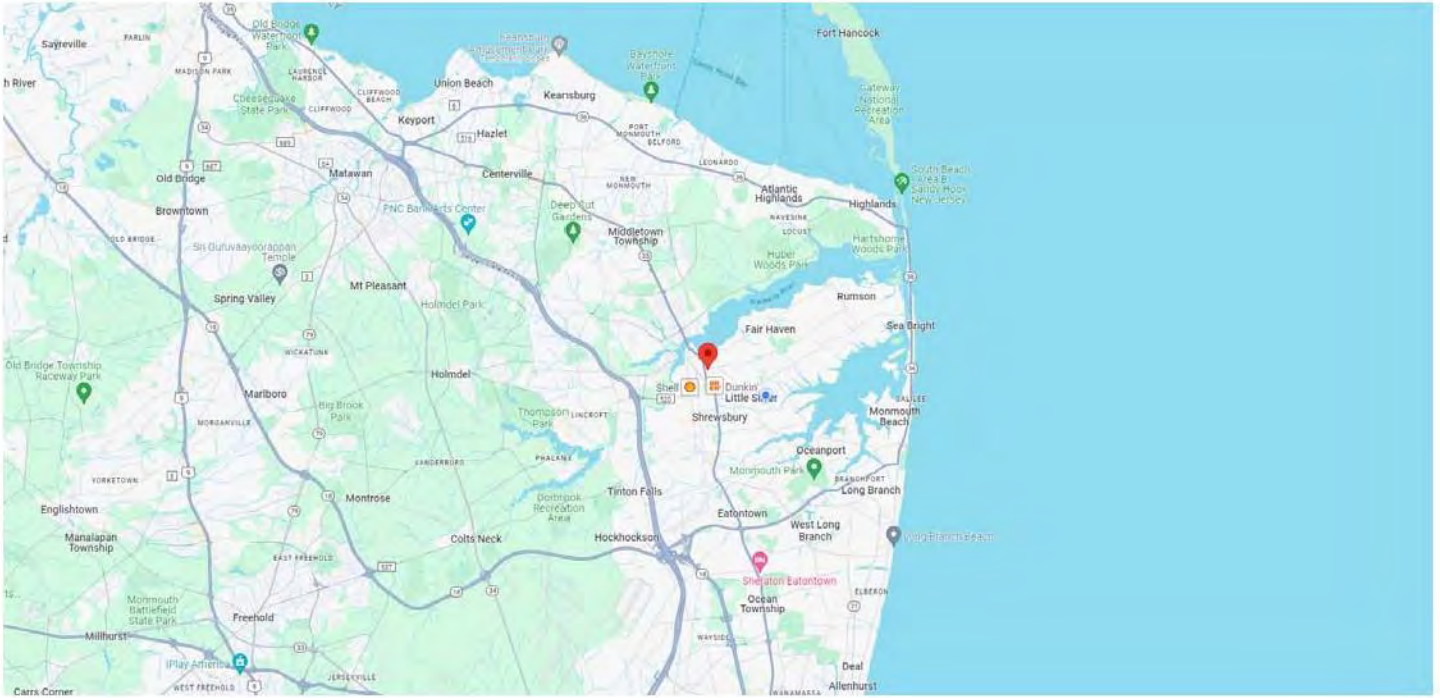 Old Bridge
Waterfront
Park
Sayreville
PARLIN
Fort Hancock
MADISON PARK
LAURENCE
HARBOR
Keansburg
Amusement Park
Bayshore
Waterfront
Park
h River
Union Beach
CLIFFWOOD
BEACH
Cheesequake
State Park
CLIFFWOOD
Keansburg
Gateway
National
Recreation
Area
Keyport
Hazlet
PORT
MONMOUTH
BELFORD
Matawan
Centerville
LEONARDO
NEW
MONMOUTH
Old Bridge
South Beach
Area E
Sandy Hook
New Jersey
Atlantic
Highlands
Highlands
Browntown
PNC Bank Arts Center
Deep Cut
Gardens
NAVESINK
LOCUST
OLD BRIDGE
Middletown
Township
Hartshorne
Woods Park
Sri Guruvaayoorappan
Temple
Huber
Woods Park
Mt Pleasant
Spring Valley
Holmdel Park
Rumson
Fair Haven
Sea Bright
WICKATUNK
Old Bridge Township
Raceway Park
Holmdel
Shell
Dunkin'
Little Silver
Marlboro
Big Brook
Park
Thompson
Park
LINCROFT
Shrewsbury
GALILEE
Monmouth
Beach
MORGANVILLE
Oceanport
VANDERBURG
PHALANX
Monmouth Park
BRANCHPORT
YORKETOWN
Montrose
Tinton Falls
Long Branch
Englishtown
Dorbrook
Recreation
Area
Eatontown
Manalapan
Township
Colts Neck
Hockhockson
West Long
Branch
Long Branch Beach
EAST FREEHOLD
Sheraton Eatontown
Monmouth
Battlefield
State Park
Ocean
Township
ELBERON
Freehold
Millhurst
WAYSIDE
iPlay America
Deal
JERSEYVILLE
WEST FREEHOLD
Carrs Corner
WANAMASSA
Allenhurst